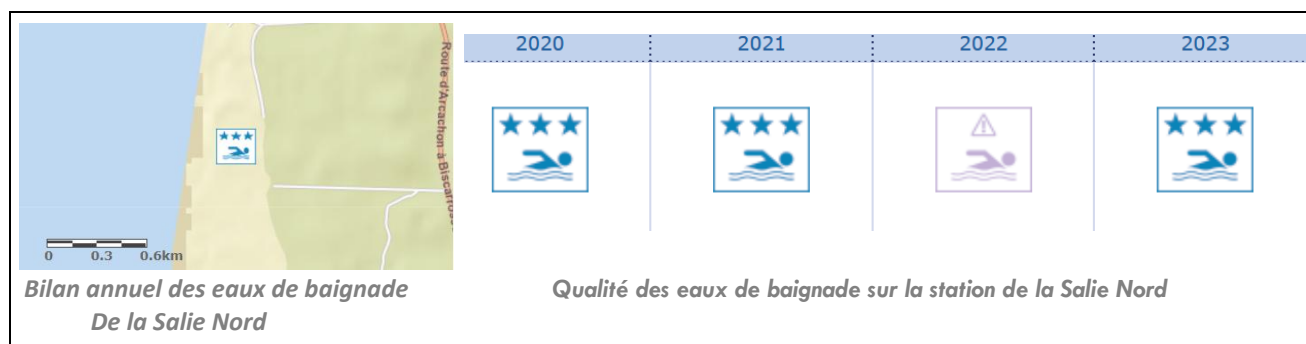 2020 2021 2022 2023
Route d'Arcachon à Biscarross
0 0.3 0.6km
Bilan annuel des eaux de baignade
De la Salie Nord
Qualité des eaux de baignade sur la station de la Salie Nord